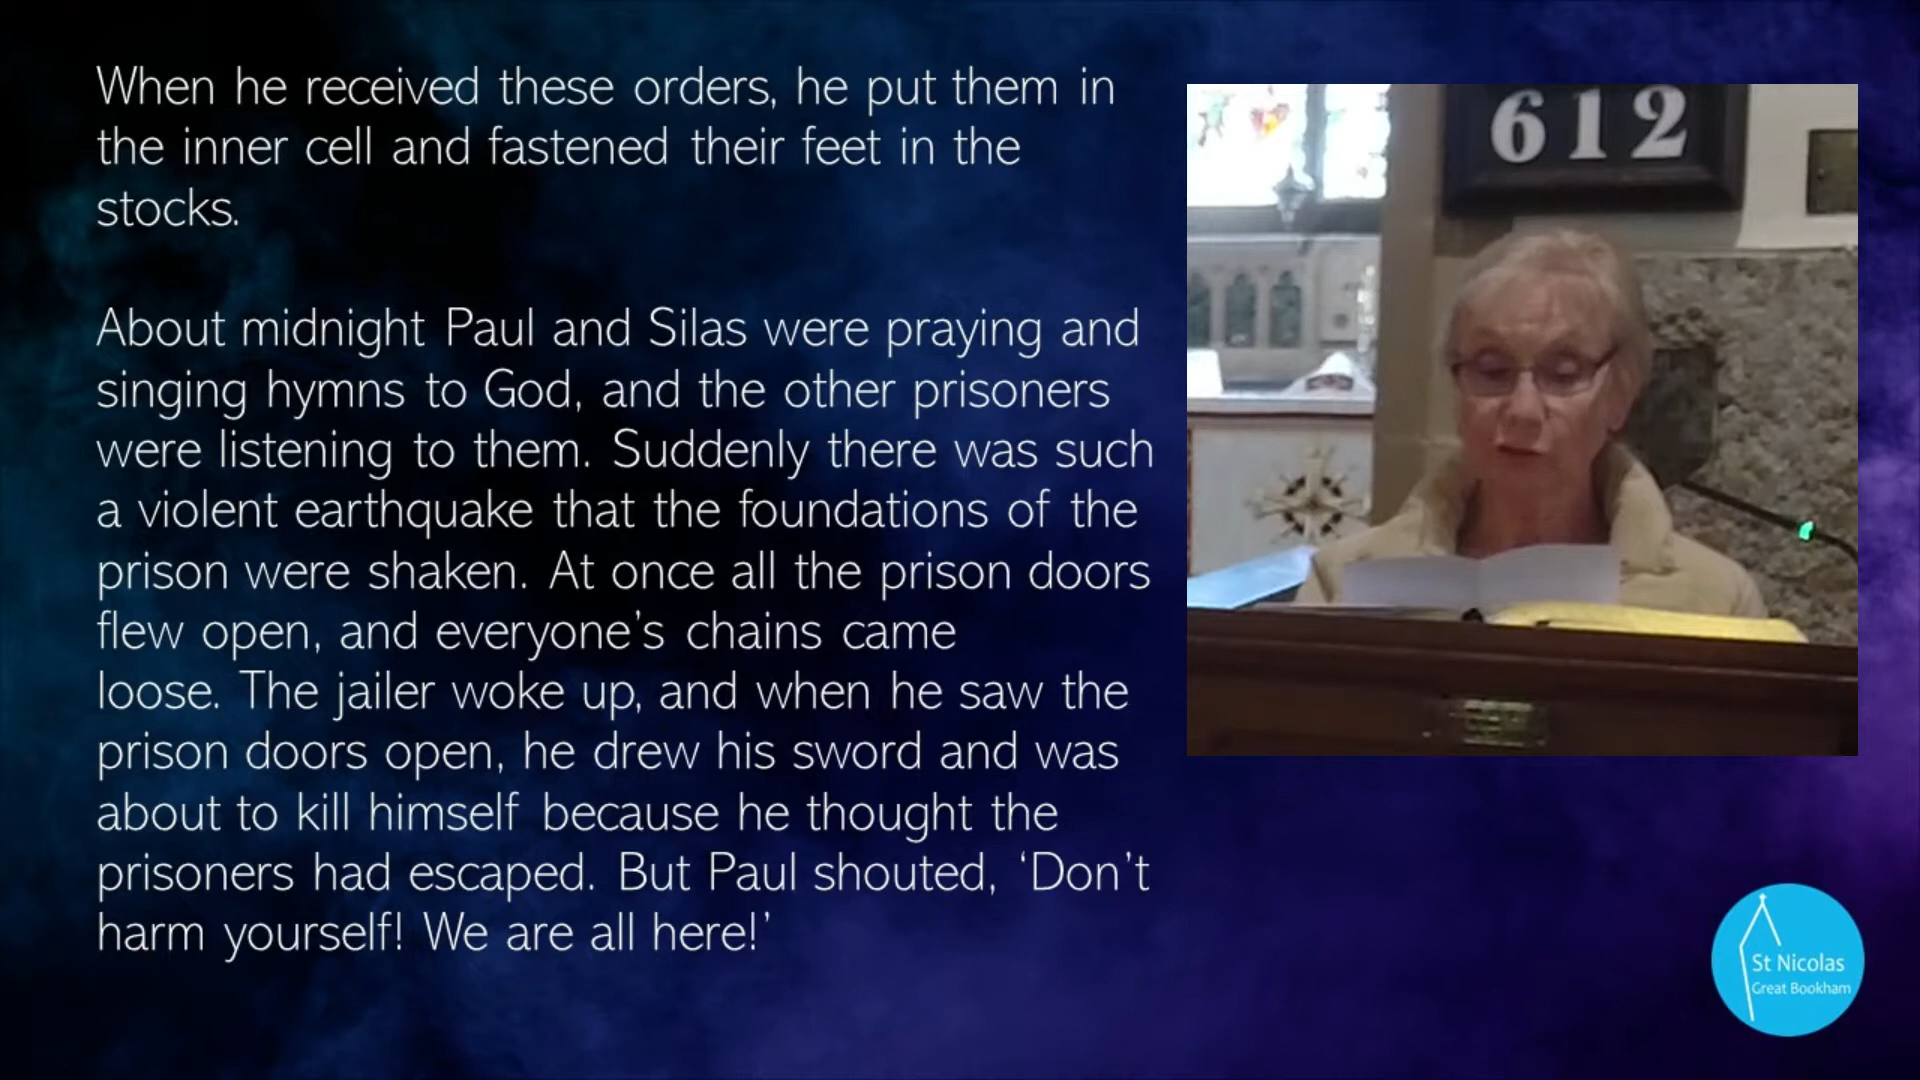 When he received these orders, he put them in
the inner cell and fastened their feet in the
stocks.
About midnight Paul and Silas were praying and
singing hymns to God, and the other prisoners
were listening to them. Suddenly there was such
a violent earthquake that the foundations of the
prison were shaken. At once all the prison doors
flew open, and everyone’s chains came
loose. The jailer woke up, and when he saw the
prison doors open, he drew his sword and was
about to kill himself because he thought the
prisoners had escaped. But Paul shouted, ‘Don’t
harm yourself! We are all here!’
612
St Nicolas
Great Bookham